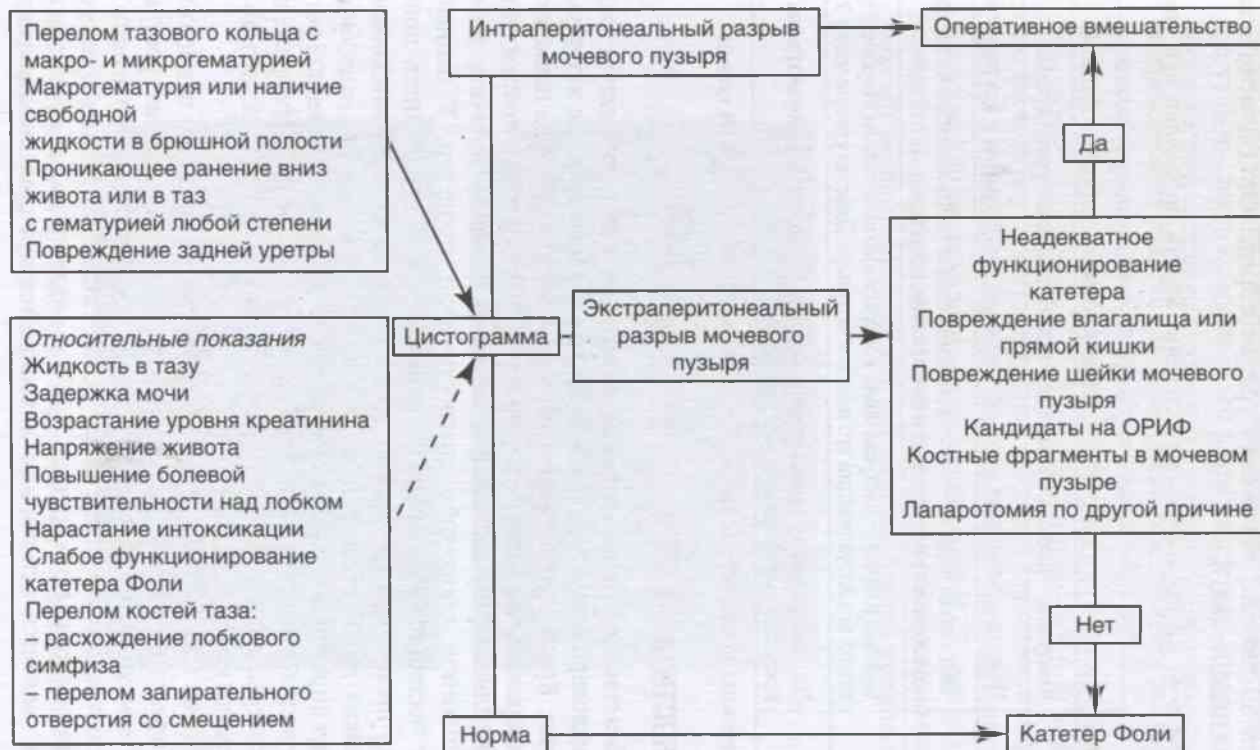 Перелом тазового кольца с
макро- и микрогематурией
Макрогематурия или наличие
свободной
жидкости в брюшной полости
Проникающее ранение вниз
живота или в таз
с гематурией любой степени
Повреждение задней уретры
Относительные показания
Жидкость в тазу
Задержка мочи
Возрастание уровня креатинина
Напряжение живота
Повышение болевой
чувствительности над лобком
Нарастание интоксикации
Слабое функционирование
катетера Фоли
Перелом костей таза:
– расхождение лобкового
симфиза
– перелом запирательного
отверстия со смещением
Интраперитонеальный разрыв
мочевого пузыря
Цистограмма
Экстраперитонеальный
разрыв мочевого
пузыря
Норма
Оперативное вмешательство
Да
Неадекватное
функционирование
катетера
Повреждение влагалища или
прямой кишки
Повреждение шейки мочевого
пузыря
Кандидаты на ОРИФ
Костные фрагменты в мочевом
пузыре
Лапаротомия по другой причине
Нет
Катетер Фоли